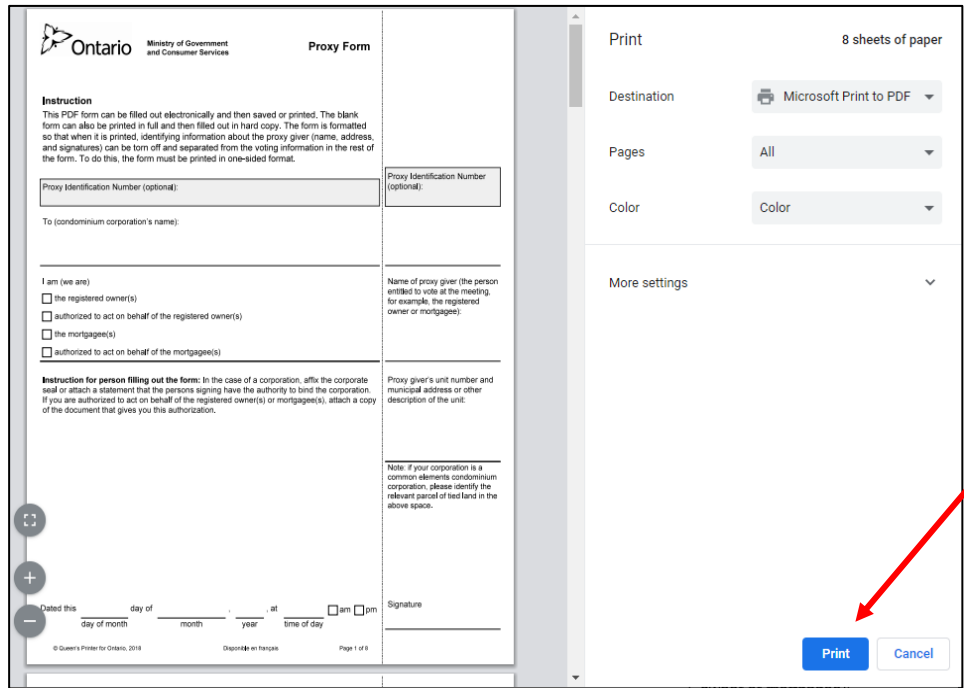 Ontario
Ministry of Government
and Consumer Services
Proxy Form
Instruction
This PDF form can be filled out electronically and then saved or printed. The blank
form can also be printed in full and then filled out in hard copy. The form is formatted
so that when it is printed, identifying information about the proxy giver (name, address,
and signatures) can be torn off and separated from the voting information in the rest of
the form. To do this, the form must be printed in one-sided format.
Proxy Identification Number (optional):
Proxy Identification Number
(optional):
To (condominium corporation's name):
I am (we are)
the registered owner(s)
authorized to act on behalf of the registered owner(s)
the mortgagee(s)
authorized to act on behalf of the mortgagee(s)
Name of proxy giver (the person
entitled to vote at the meeting,
for example, the registered
owner or mortgagee):
Instruction for person filling out the form: In the case of a corporation, affix the corporate
seal or attach a statement that the persons signing have the authority to bind the corporation.
If you are authorized to act on behalf of the registered owner(s) or mortgagee(s), attach a copy
of the document that gives you this authorization.
Proxy giver's unit number and
municipal address or other
description of the unit:
Note: if your corporation is a
common elements condominium
corporation, please identify the
relevant parcel of tied land in the
above space.
Dated this day of , , at am pm
day of month month year time of day
Signature
© Queen's Printer for Ontario, 2018 Disponible en français Page 1 of 8
Print 8 sheets of paper
Destination Microsoft Print to PDF
Pages All
Color Color
More settings
Print Cancel